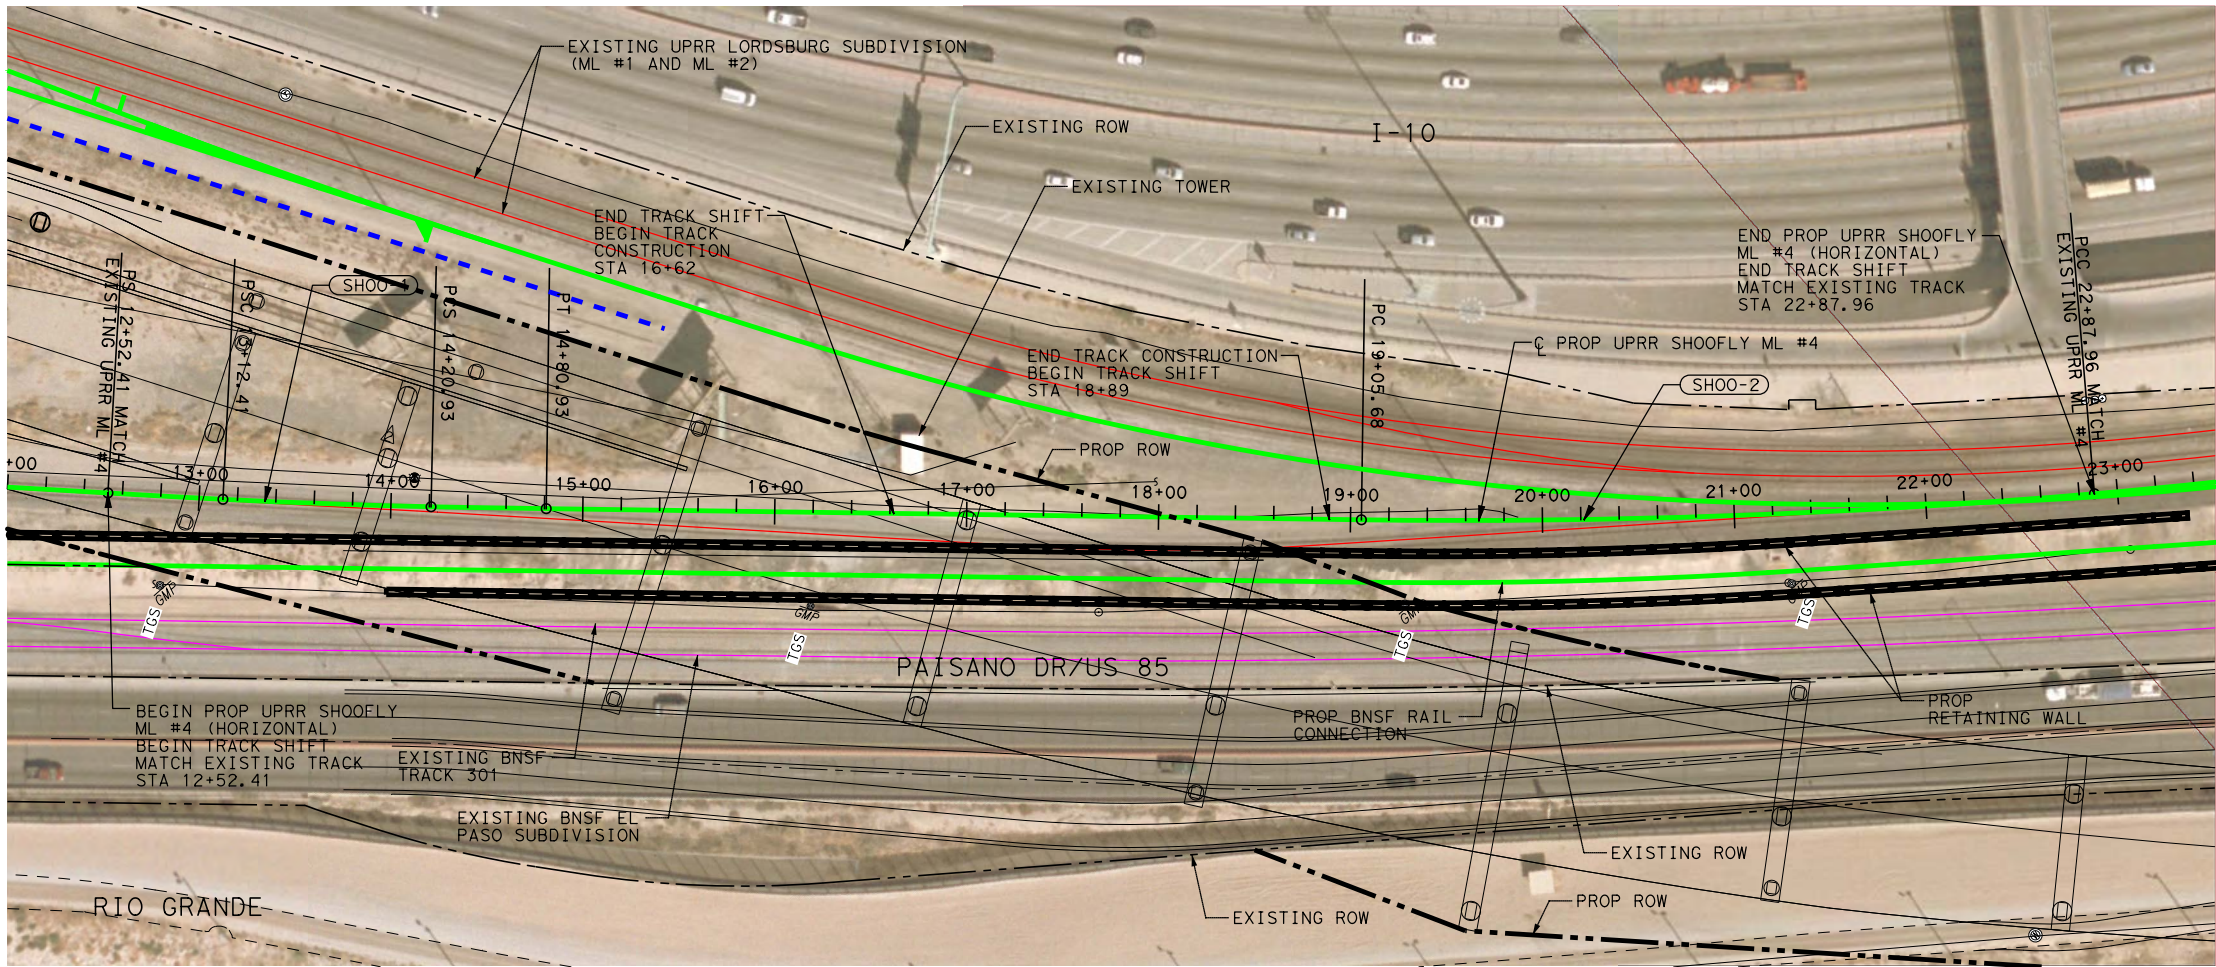 EXISTING UPRR LORDSBURG SUBDIVISION
(ML #1 AND ML #2)
EXISTING ROW
I-10
EXISTING TOWER
END TRACK SHIFT
BEGIN TRACK
CONSTRUCTION
STA 16+62
END PROP UPRR SHOOFLY
ML #4 (HORIZONTAL)
END TRACK SHIFT
MATCH EXISTING TRACK
STA 22+87.96
PCC 22+87.96 MATCH
EXISTING UPRR ML #4
PS 12+52.41 MATCH
EXISTING UPRR ML #4
PSC 13+12.41
SHOO-1
PCS 14+20.93
PT 14+80.93
PC 19+05.68
END TRACK CONSTRUCTION
BEGIN TRACK SHIFT
STA 18+89
℄ PROP UPRR SHOOFLY ML #4
SHOO-2
PROP ROW
+00
13+00
14+00
15+00
16+00
17+00
18+00
19+00
20+00
21+00
22+00
23+00
GMP
TGS
GMP
TGS
TGS
TGS
PAISANO DR/US 85
BEGIN PROP UPRR SHOOFLY
ML #4 (HORIZONTAL)
BEGIN TRACK SHIFT
MATCH EXISTING TRACK
STA 12+52.41
EXISTING BNSF
TRACK 301
EXISTING BNSF EL
PASO SUBDIVISION
PROP BNSF RAIL
CONNECTION
PROP
RETAINING WALL
EXISTING ROW
PROP ROW
EXISTING ROW
RIO GRANDE